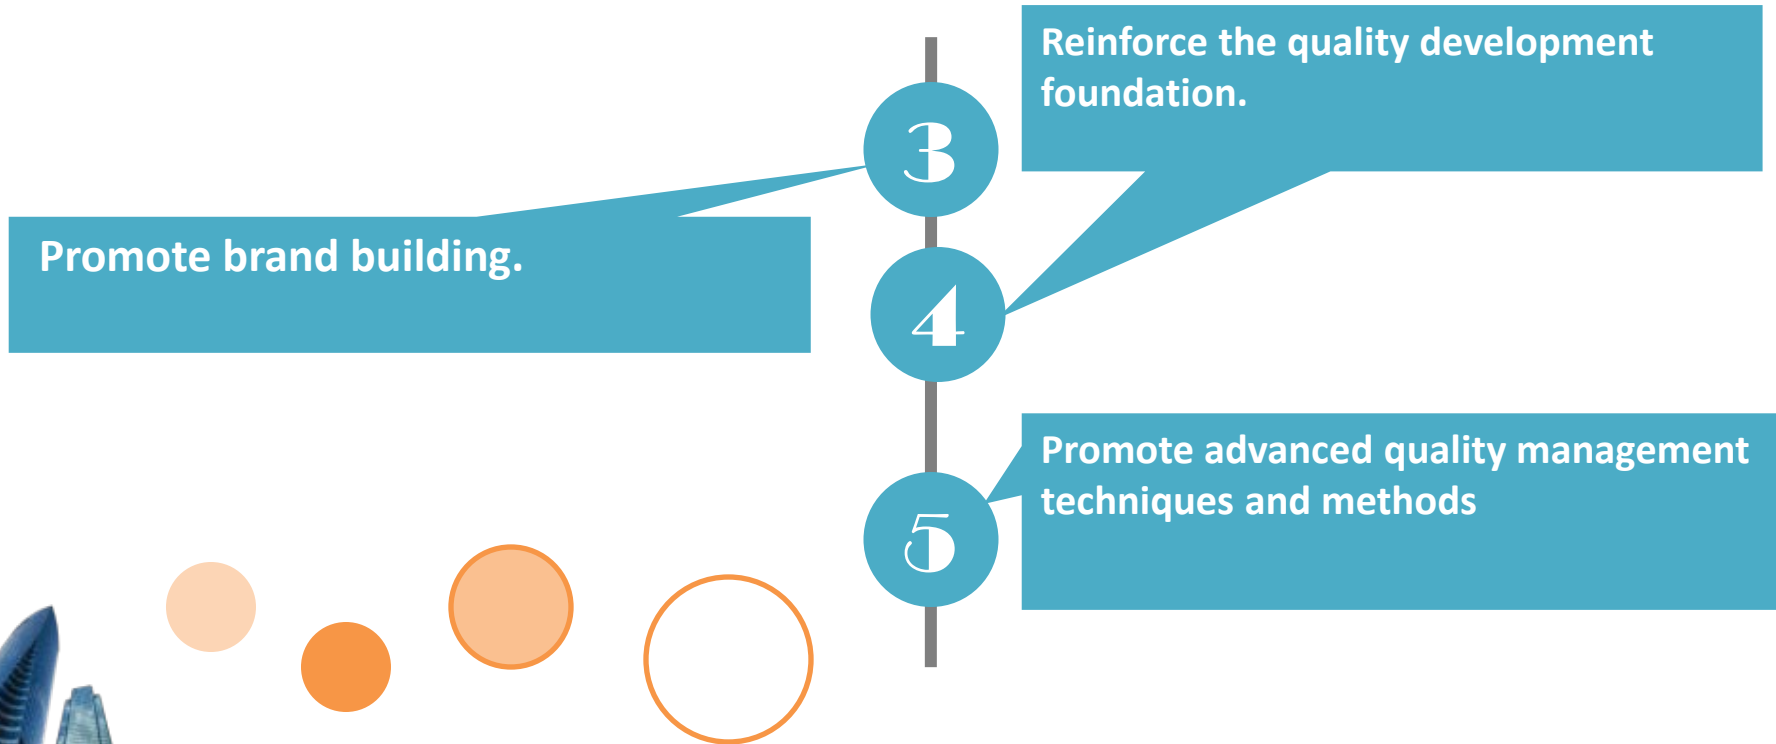 3
Promote brand building.
4
Reinforce the quality development
foundation.
5
Promote advanced quality management
techniques and methods